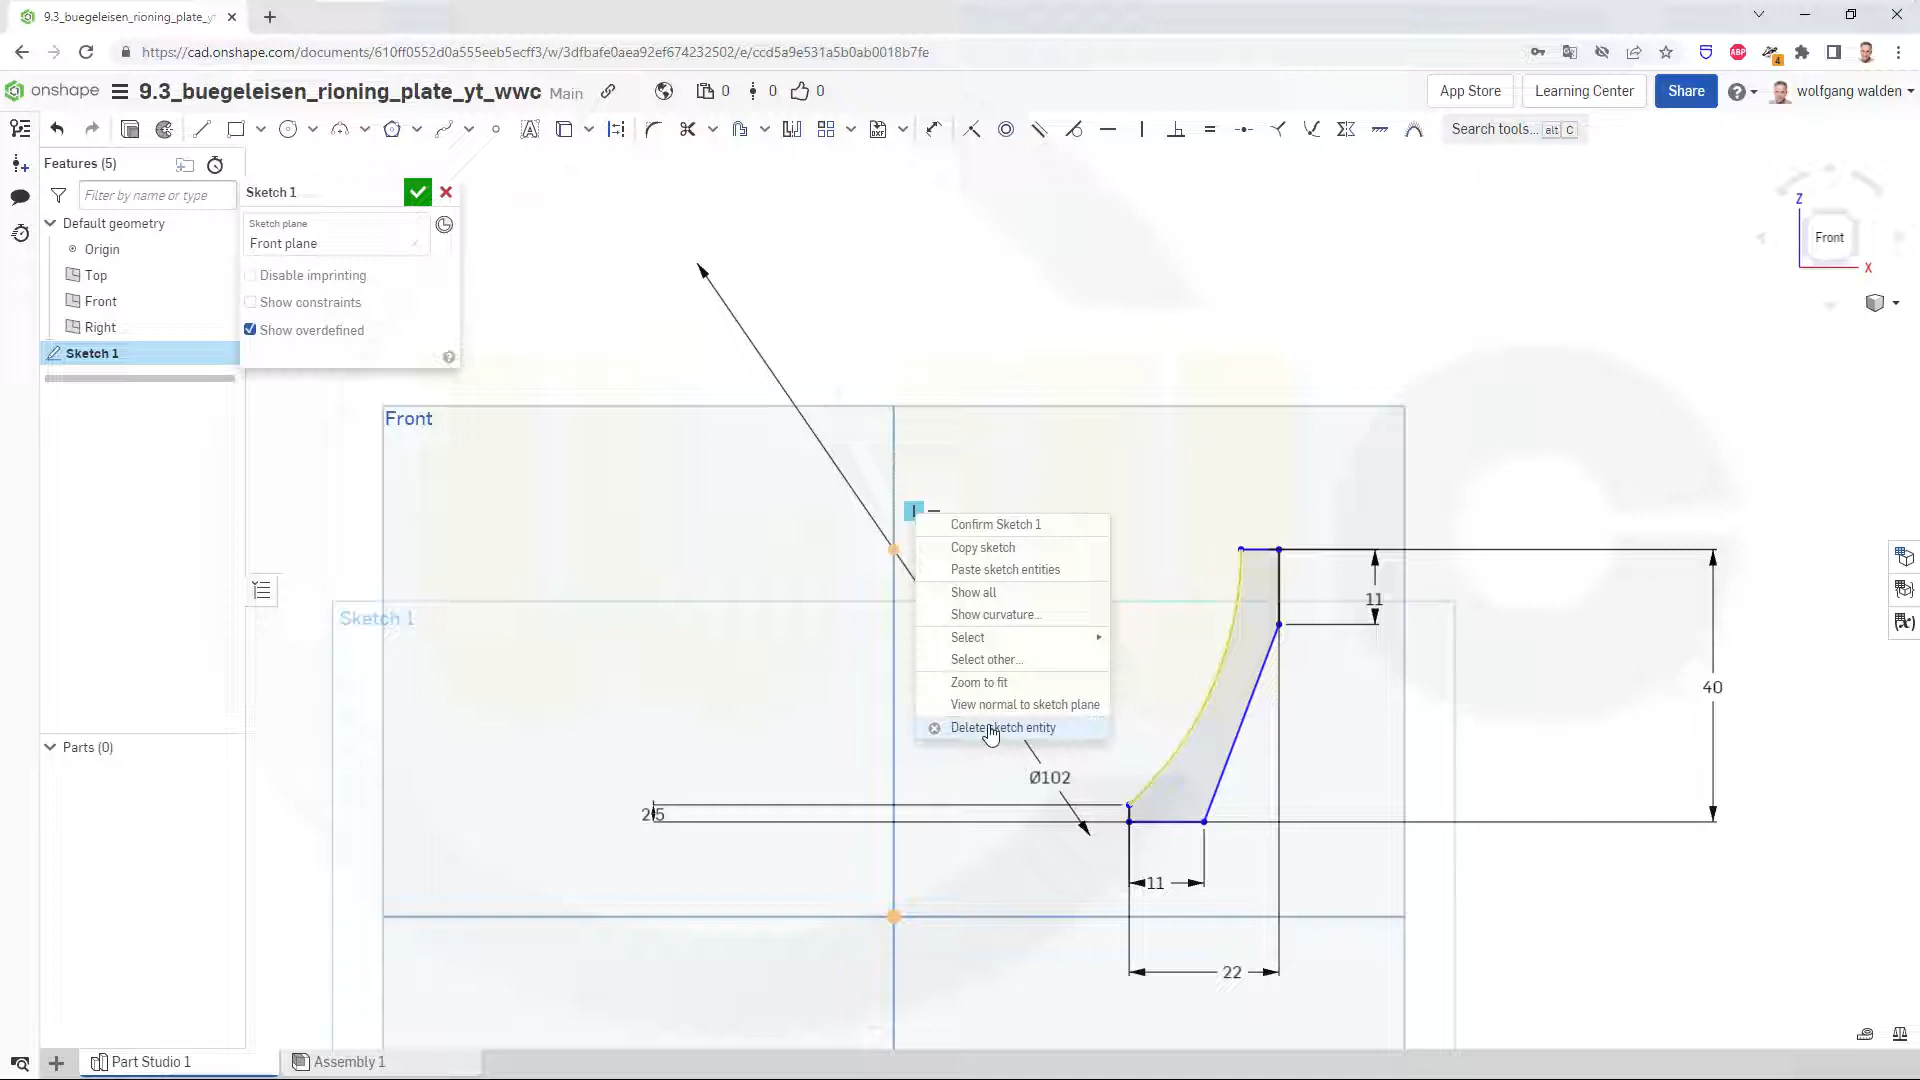 9.3_buegeleisen_rioning_plate_yt
https://cad.onshape.com/documents/610ff0552d0a555eeb5ecff3/w/3dfbafe0aea92ef674232502/e/ccd5a9e531a5b0ab0018b7fe
ABP
4
onshape
9.3_buegeleisen_rioning_plate_yt_wwc
Main
0
0
0
App Store
Learning Center
Share
wolfgang walden
DXF
Search tools...
alt
C
Features (5)
Filter by name or type
Default geometry
Origin
Top
Front
Right
Sketch 1
Parts (0)
Sketch 1
Sketch plane
Front plane
Disable imprinting
Show constraints
Show overdefined
Front
Sketch 1
Confirm Sketch 1
Copy sketch
Paste sketch entities
Show all
Show curvature...
Select
Select other...
Zoom to fit
View normal to sketch plane
Delete sketch entity
Ø102
11
40
11
22
Z
Front
X
Part Studio 1
Assembly 1